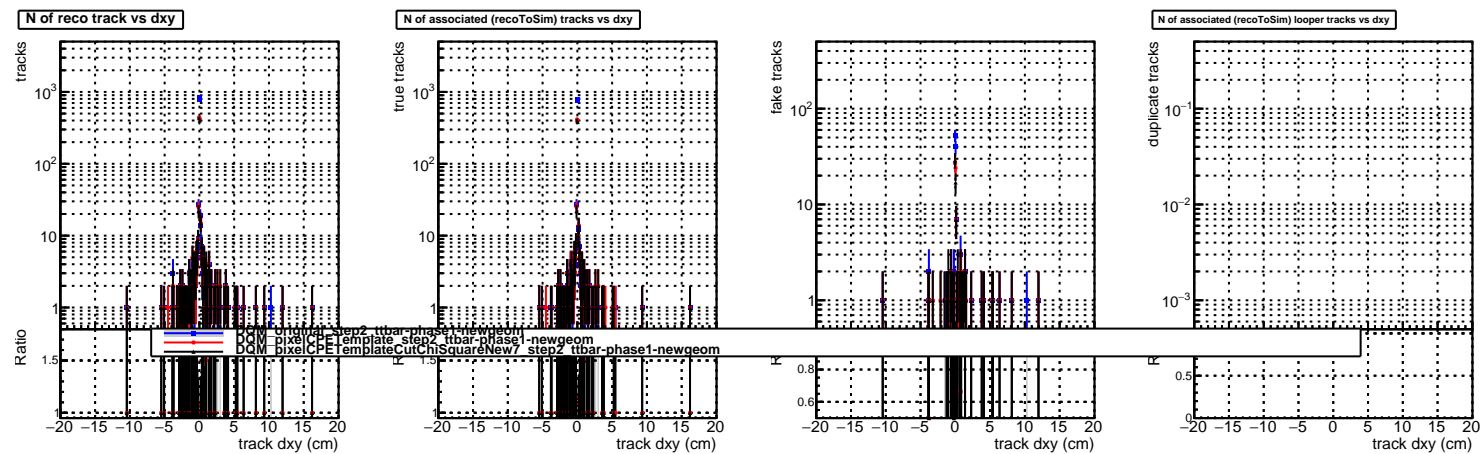 N of reco track vs dxy
tracks
10³
10²
10
1
Ratio
1.5
1
−20 −15 −10 −5 0 5 10 15 20
track dxy (cm)
N of associated (recoToSim) tracks vs dxy
true tracks
10³
10²
10
1
1.5
1
−20 −15 −10 −5 0 5 10 15 20
track dxy (cm)
fake tracks
10²
10
1
0.8
0.6
−20 −15 −10 −5 0 5 10 15 20
track dxy (cm)
N of associated (recoToSim) looper tracks vs dxy
duplicate tracks
10⁻¹
10⁻²
10⁻³
0.5
0
−20 −15 −10 −5 0 5 10 15 20
track dxy (cm)
DQM_original_step2_ttbar-phase1-newgeom
DQM_pixelCPETemplate_step2_ttbar-phase1-newgeom
DQM_pixelCPETemplateCutChiSquareNew7_step2_ttbar-phase1-newgeom